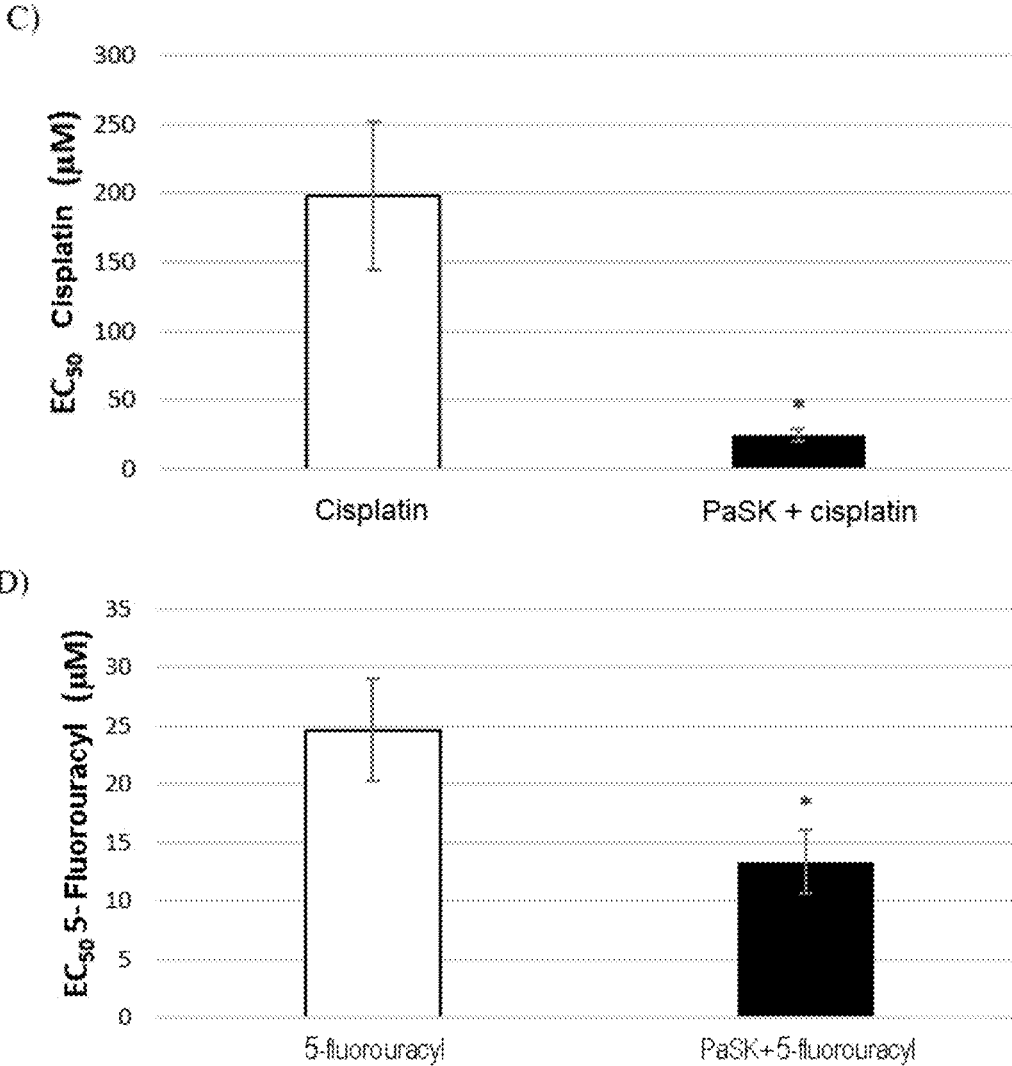 C)
300
250
200
150
100
50
0
EC50 Cisplatin (μM)
*
Cisplatin
PaSK + cisplatin
D)
35
30
25
20
15
10
5
0
EC50 5-Fluorouracyl (μM)
*
5-fluorouracyl
PaSK+5-fluorouracyl